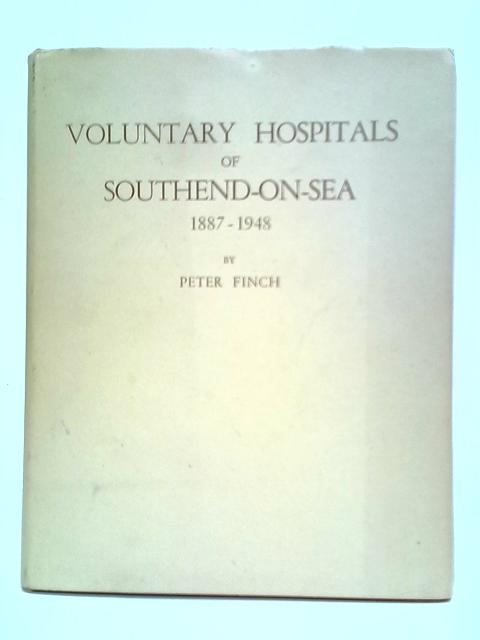 VOLUNTARY HOSPITALS
OF
SOUTHEND-ON-SEA
1887-1948
BY
PETER FINCH